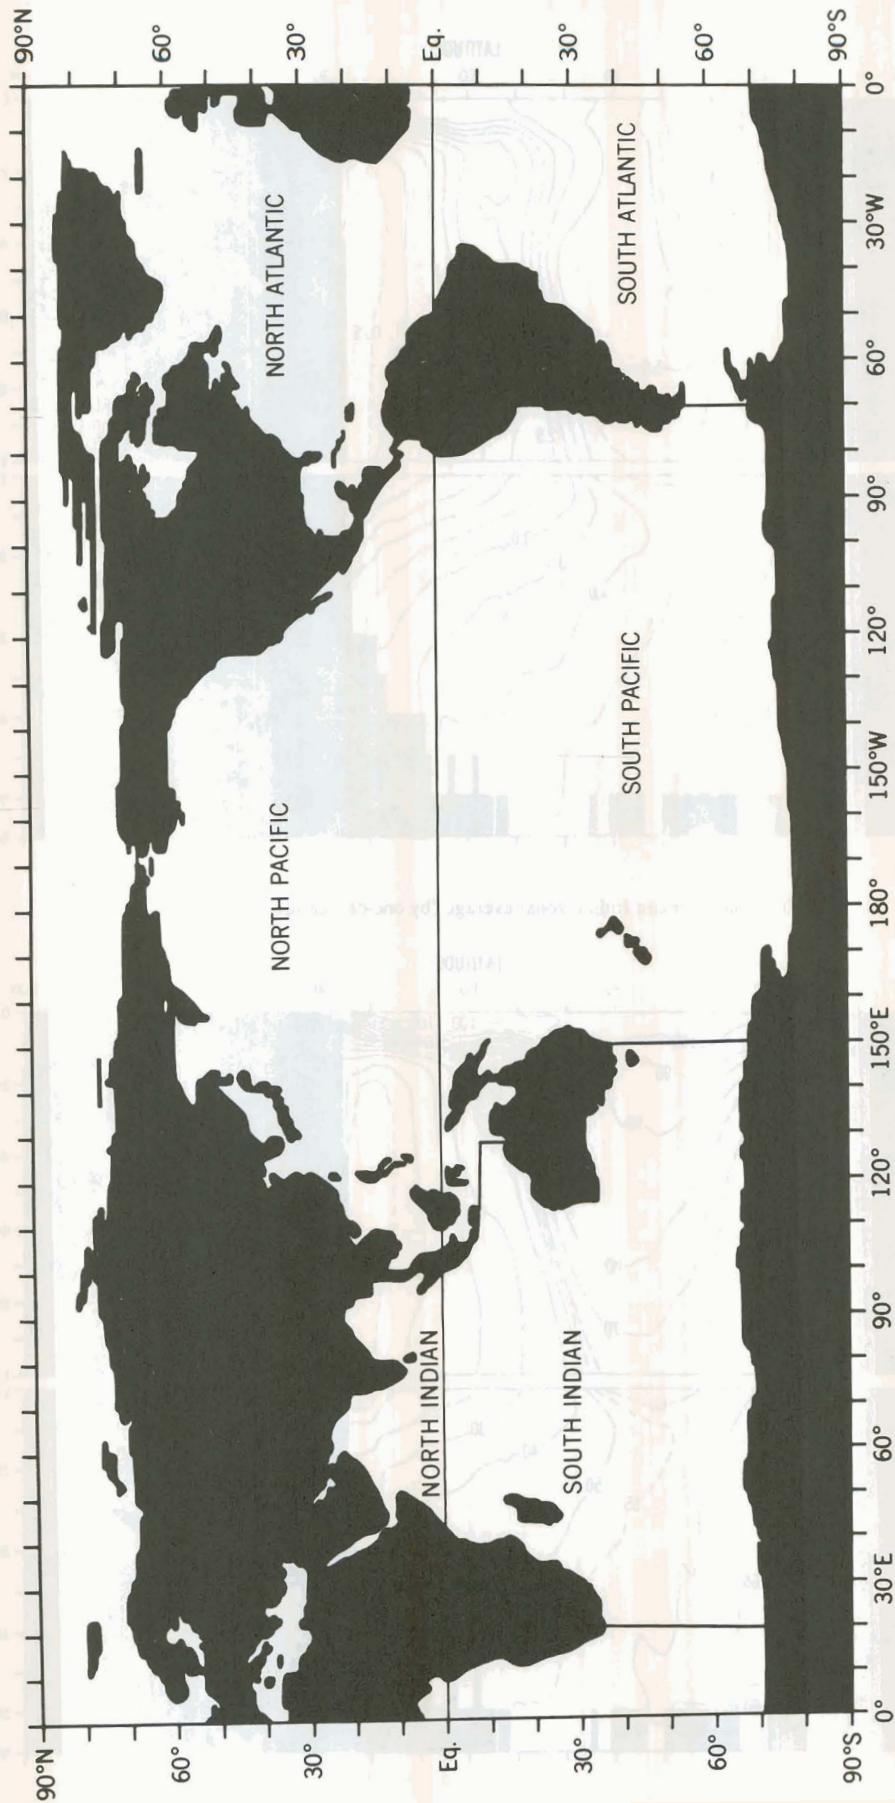 90°N
60°
30°
Eq.
30°
60°
90°S
NORTH PACIFIC
NORTH ATLANTIC
NORTH INDIAN
SOUTH INDIAN
SOUTH PACIFIC
SOUTH ATLANTIC
90°N
60°
30°
Eq.
30°
60°
90°S
0°
30°E
60°
90°
120°
150°E
180°
150°W
120°
90°
60°
30°W
0°